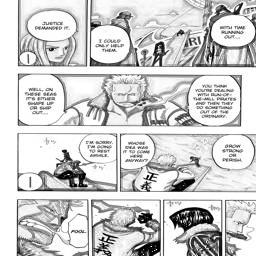 JUSTICE
DEMANDED IT.
I COULD
ONLY HELP
THEM.
WITH TIME
RUNNING
OUT....
WELL, ON
THESE SEAS
IT'S EITHER
SHAPE UP
OR SHIP
OUT....
YOU THINK
YOU'RE DEALING
WITH RUN-OF-
THE-MILL PIRATES
AND THEN THEY
DO SOMETHING
OUT OF THE
ORDINARY.
I'M SORRY.
I'M GOING
TO REST
AWHILE.
WHOSE
IDEA WAS
IT TO COME
HERE
ANYWAY?
GROW
STRONG
OR
PERISH.
FOOL.
正義